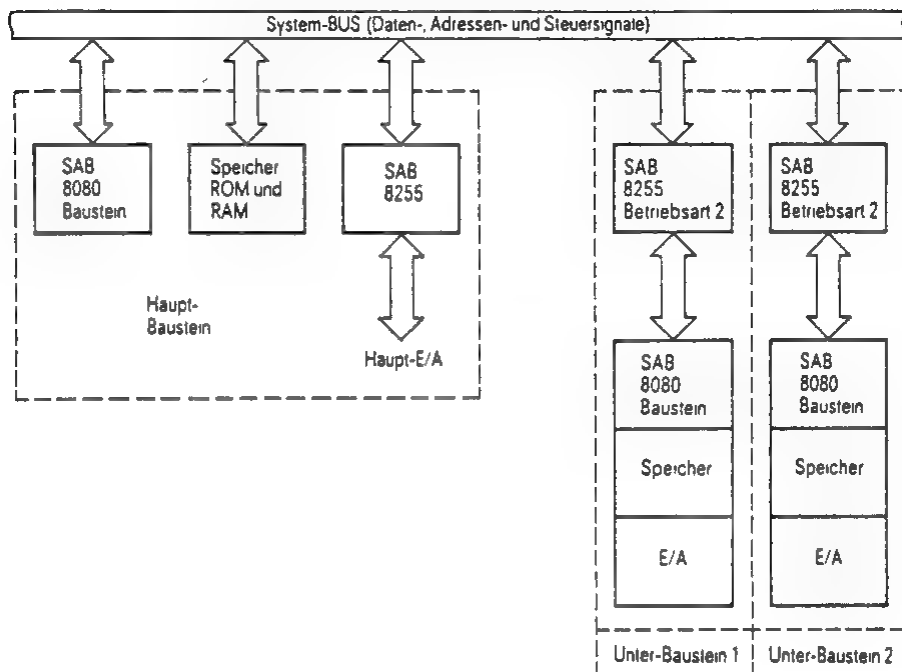 System-BUS (Daten-, Adressen- und Steuersignale)
SAB
8080
Baustein
Speicher
ROM und
RAM
SAB
8255
Haupt-
Baustein
Haupt-E/A
SAB
8255
Betriebsart 2
SAB
8080
Baustein
Speicher
E/A
Unter-Baustein 1
SAB
8255
Betriebsart 2
SAB
8080
Baustein
Speicher
E/A
Unter-Baustein 2